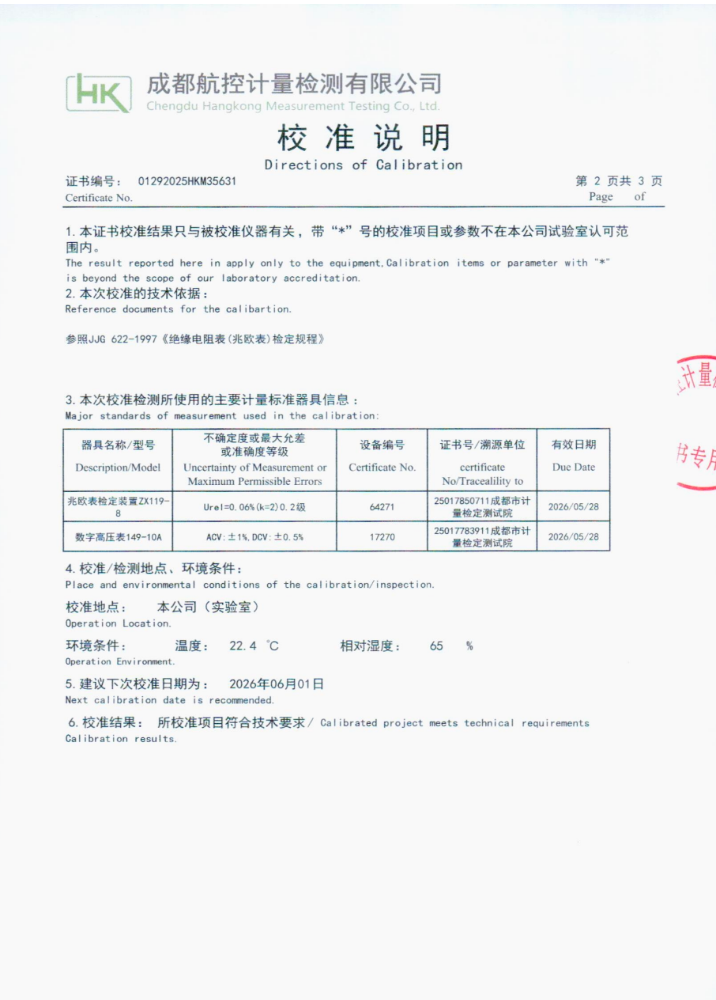 HK 成都航控计量检测有限公司
Chengdu Hangkong Measurement Testing Co., Ltd.
校准说明
Directions of Calibration
证书编号： 01292025HKM35631 第 2 页共 3 页
Certificate No. Page of
1. 本证书校准结果只与被校准仪器有关，带“*”号的校准项目或参数不在本公司试验室认可范
围内。
The result reported here in apply only to the equipment,Calibration items or parameter with "*"
is beyond the scope of our laboratory accreditation.
2. 本次校准的技术依据：
Reference documents for the calibartion.
参照JJG 622-1997《绝缘电阻表(兆欧表)检定规程》
计量
书专用
3. 本次校准检测所使用的主要计量标准器具信息：
Major standards of measurement used in the calibration:
器具名称/型号 不确定度或最大允差 设备编号 证书号/溯源单位 有效日期
或准确度等级
Description/Model Uncertainty of Measurement or Certificate No. certificate Due Date
Maximum Permissible Errors No/Tracealility to
兆欧表检定装置ZX119- Urel=0.06%(k=2)0.2级 64271 25017850711成都市计 2026/05/28
8 量检定测试院
数字高压表149-10A ACV:±1%,DCV:±0.5% 17270 25017783911成都市计 2026/05/28
量检定测试院
4. 校准/检测地点、环境条件：
Place and environmental conditions of the calibration/inspection.
校准地点： 本公司（实验室）
Operation Location.
环境条件： 温度： 22.4 ℃ 相对湿度： 65 %
Operation Environment.
5. 建议下次校准日期为： 2026年06月01日
Next calibration date is recommended.
6. 校准结果： 所校准项目符合技术要求/ Calibrated project meets technical requirements
Calibration results.